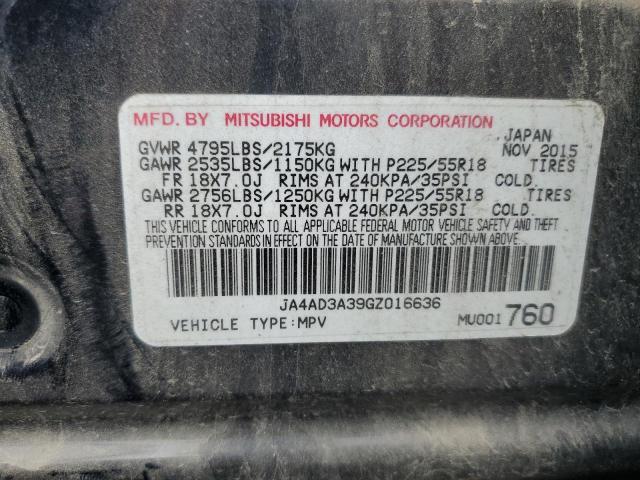 MFD. BY MITSUBISHI MOTORS CORPORATION
JAPAN
GVWR 4795LBS/2175KG NOV 2015
GAWR 2535LBS/1150KG WITH P225/55R18 TIRES
FR 18X7.0J RIMS AT 240KPA/35PSI COLD.
GAWR 2756LBS/1250KG WITH P225/55R18 TIRES
RR 18X7.0J RIMS AT 240KPA/35PSI COLD.
THIS VEHICLE CONFORMS TO ALL APPLICABLE FEDERAL MOTOR VEHICLE SAFETY AND THEFT
PREVENTION STANDARDS IN EFFECT ON THE DATE OF MANUFACTURE SHOWN ABOVE.
JA4AD3A39GZ016636
VEHICLE TYPE:MPV MU001 760